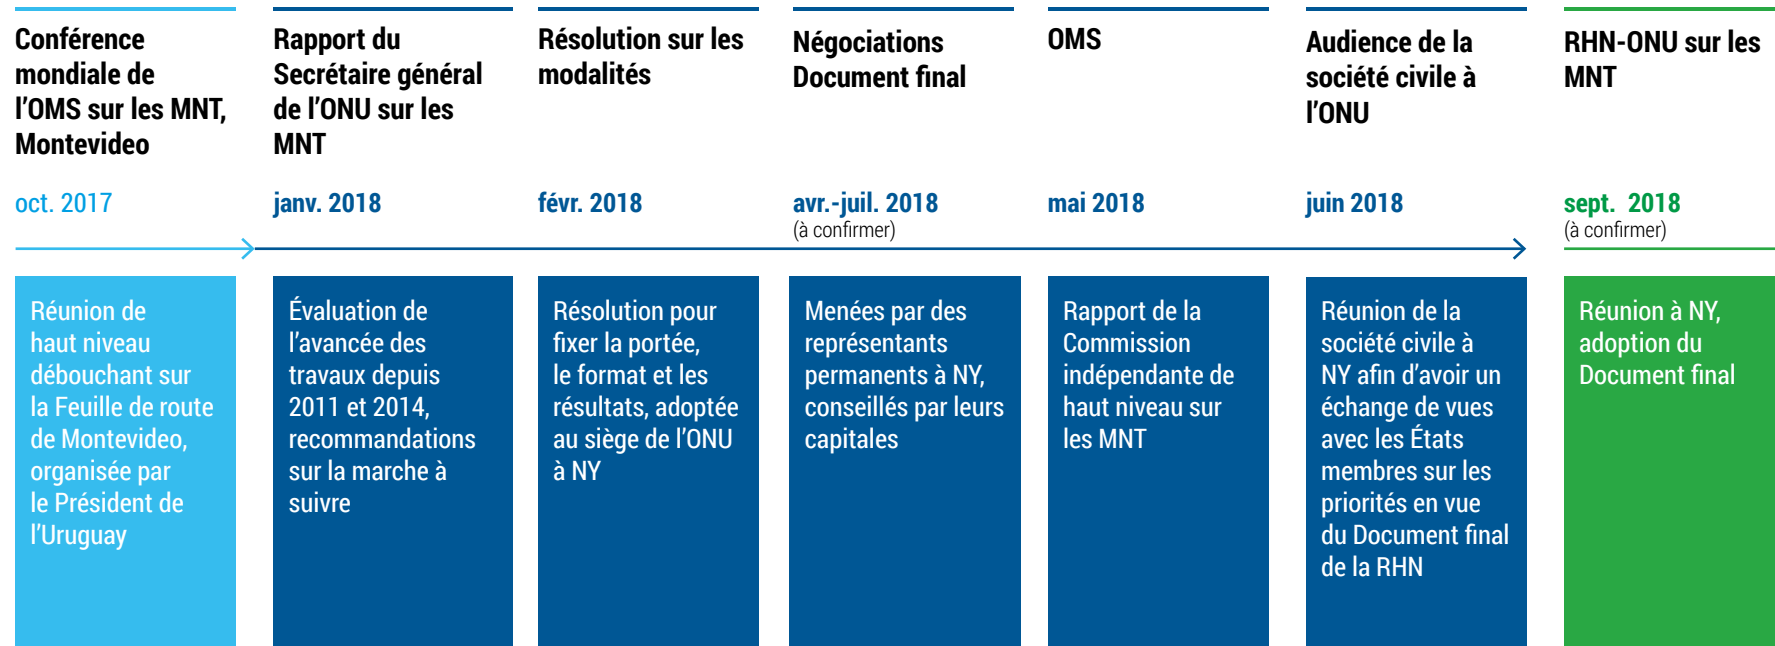 Conférence
mondiale de
l'OMS sur les MNT,
Montevideo
oct. 2017
Réunion de
haut niveau
débouchant sur
la Feuille de route
de Montevideo,
organisée par
le Président de
l'Uruguay
Rapport du
Secrétaire général
de l'ONU sur les
MNT
janv. 2018
Évaluation de
l'avancée des
travaux depuis
2011 et 2014,
recommandations
sur la marche à
suivre
Résolution sur les
modalités
févr. 2018
Résolution pour
fixer la portée,
le format et les
résultats, adoptée
au siège de l'ONU
à NY
Négociations
Document final
avr.-juil. 2018
(à confirmer)
Menées par des
représentants
permanents à NY,
conseillés par leurs
capitales
OMS
mai 2018
Rapport de la
Commission
indépendante de
haut niveau sur
les MNT
Audience de la
société civile à
l'ONU
juin 2018
Réunion de la
société civile à
NY afin d'avoir un
échange de vues
avec les États
membres sur les
priorités en vue
du Document final
de la RHN
RHN-ONU sur les
MNT
sept. 2018
(à confirmer)
Réunion à NY,
adoption du
Document final